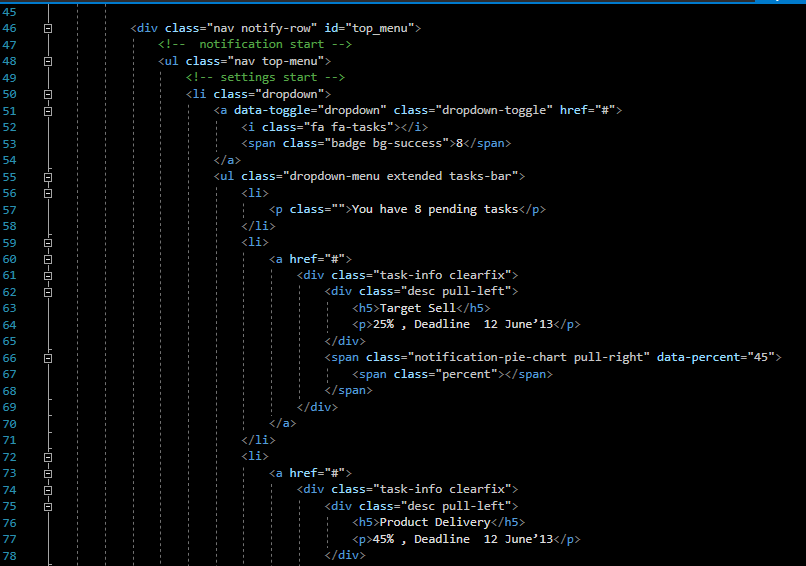 45
46 <div class="nav notify-row" id="top_menu">
47 <!--  notification start -->
48 <ul class="nav top-menu">
49 <!-- settings start -->
50 <li class="dropdown">
51 <a data-toggle="dropdown" class="dropdown-toggle" href="#">
52 <i class="fa fa-tasks"></i>
53 <span class="badge bg-success">8</span>
54 </a>
55 <ul class="dropdown-menu extended tasks-bar">
56 <li>
57 <p class="">You have 8 pending tasks</p>
58 </li>
59 <li>
60 <a href="#">
61 <div class="task-info clearfix">
62 <div class="desc pull-left">
63 <h5>Target Sell</h5>
64 <p>25% , Deadline  12 June’13</p>
65 </div>
66 <span class="notification-pie-chart pull-right" data-percent="45">
67 <span class="percent"></span>
68 </span>
69 </div>
70 </a>
71 </li>
72 <li>
73 <a href="#">
74 <div class="task-info clearfix">
75 <div class="desc pull-left">
76 <h5>Product Delivery</h5>
77 <p>45% , Deadline  12 June’13</p>
78 </div>